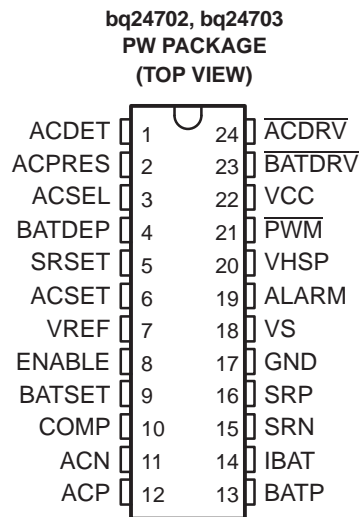 bq24702, bq24703
PW PACKAGE
(TOP VIEW)
ACDET 1 24 ACDRV
ACPRES 2 23 BATDRV
ACSEL 3 22 VCC
BATDEP 4 21 PWM
SRSET 5 20 VHSP
ACSET 6 19 ALARM
VREF 7 18 VS
ENABLE 8 17 GND
BATSET 9 16 SRP
COMP 10 15 SRN
ACN 11 14 IBAT
ACP 12 13 BATP